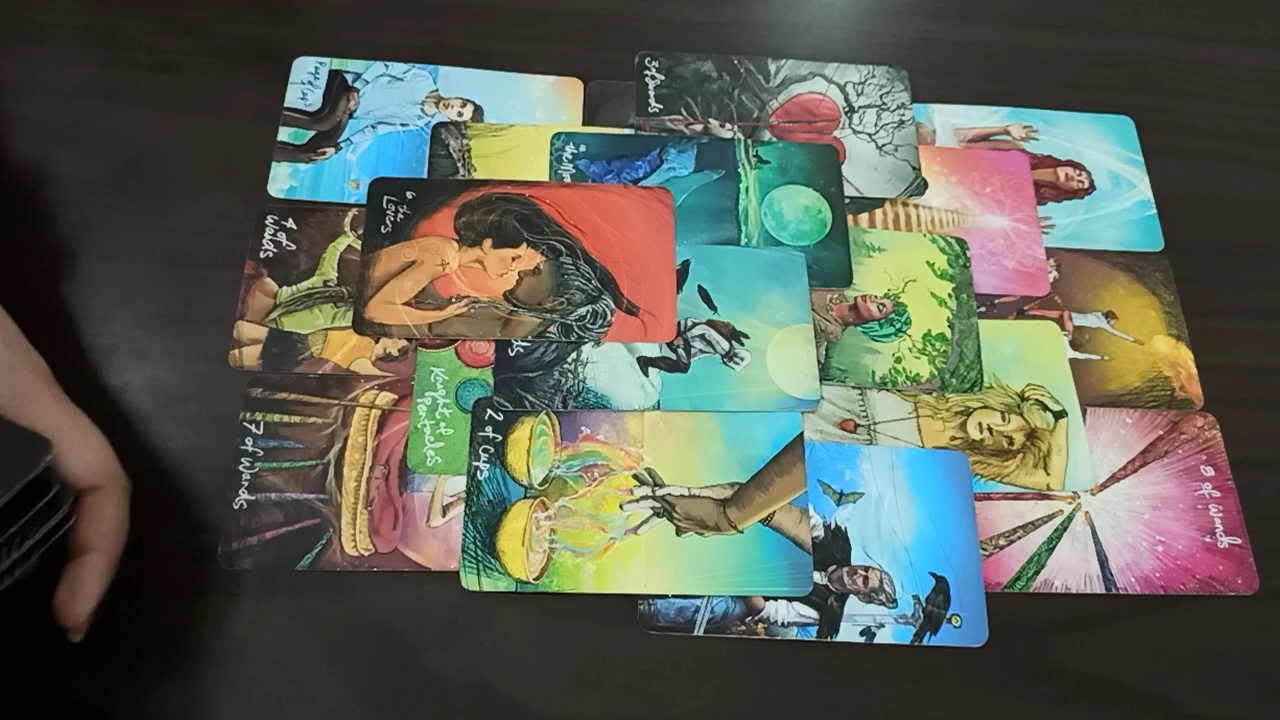 3 of Swords
the
6
the
Lovers
4 of
Wands
Knight of
Pentacles
7 of Wands
2 of Cups
8 of Wands